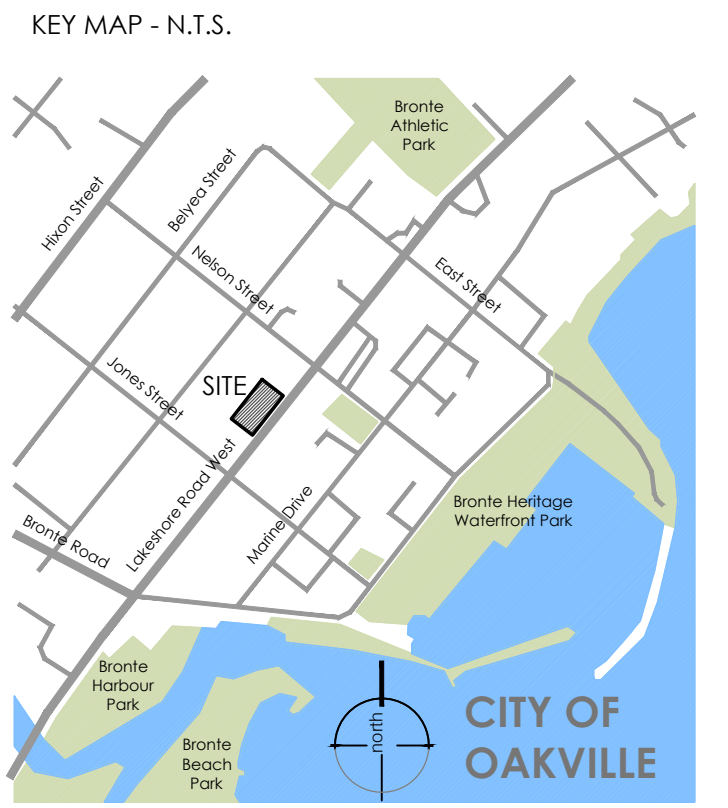 KEY MAP - N.T.S.
Bronte
Athletic
Park
Belyea Street
Hixon Street
Nelson Street
East Street
Jones Street
SITE
Lakeshore Road West
Marine Drive
Bronte Heritage
Waterfront Park
Bronte Road
Bronte
Harbour
Park
north
CITY OF
OAKVILLE
Bronte
Beach
Park